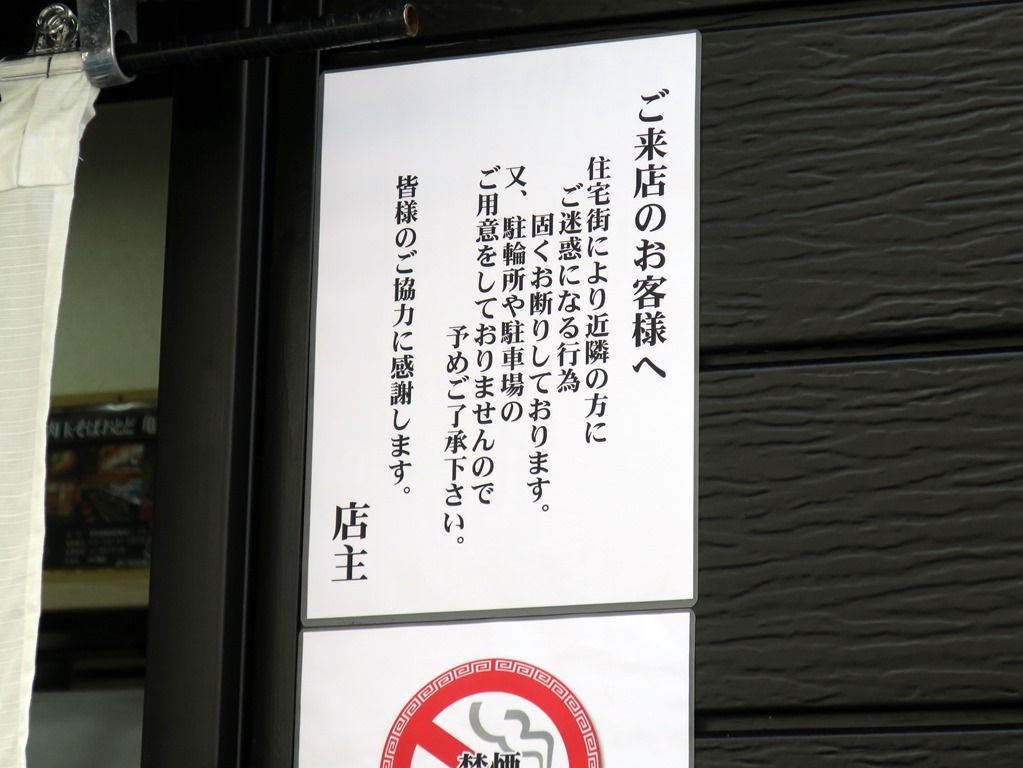 ご来店のお客様へ
住宅街により近隣の方に
ご迷惑になる行為
固くお断りしております。
又、駐輪所や駐車場の
ご用意をしておりませんので
予めご了承下さい。
皆様のご協力に感謝します。
店主
禁煙